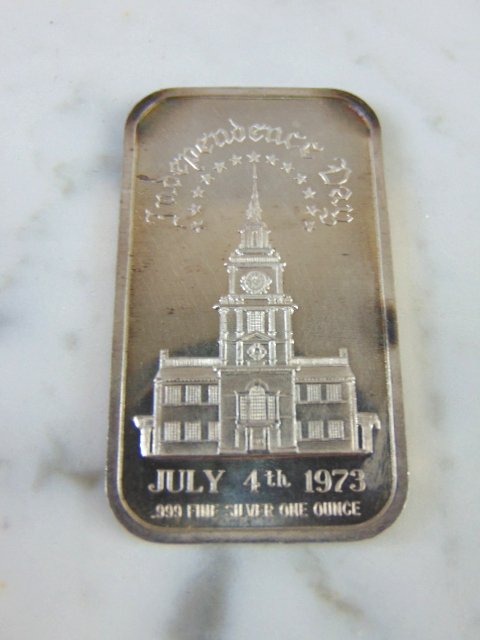 Independence Day
JULY 4th 1973
.999 FINE SILVER ONE OUNCE